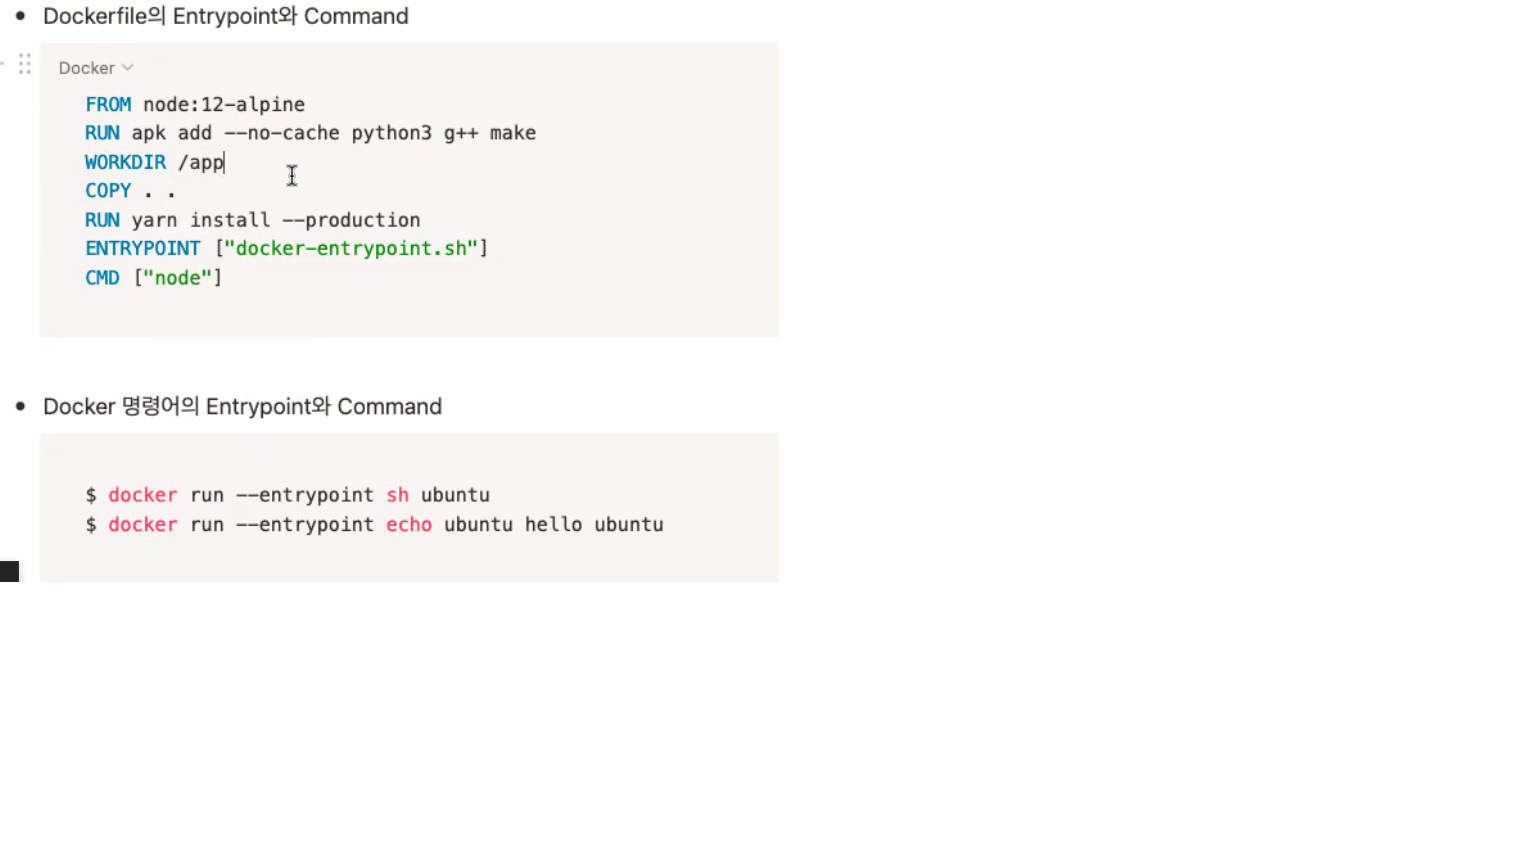 • Dockerfile의 Entrypoint와 Command
Docker
FROM node:12-alpine
RUN apk add --no-cache python3 g++ make
WORKDIR /app
COPY . .
RUN yarn install --production
ENTRYPOINT ["docker-entrypoint.sh"]
CMD ["node"]
• Docker 명령어의 Entrypoint와 Command
$ docker run --entrypoint sh ubuntu
$ docker run --entrypoint echo ubuntu hello ubuntu